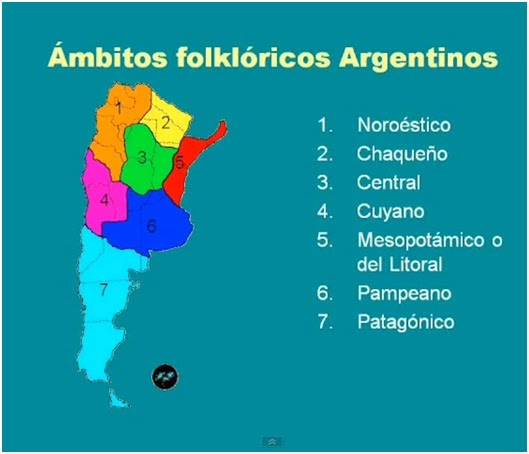 Ámbitos folklóricos Argentinos
1. Noroéstico
2. Chaqueño
3. Central
4. Cuyano
5. Mesopotámico o
del Litoral
6. Pampeano
7. Patagónico
1
2
3
5
4
6
7